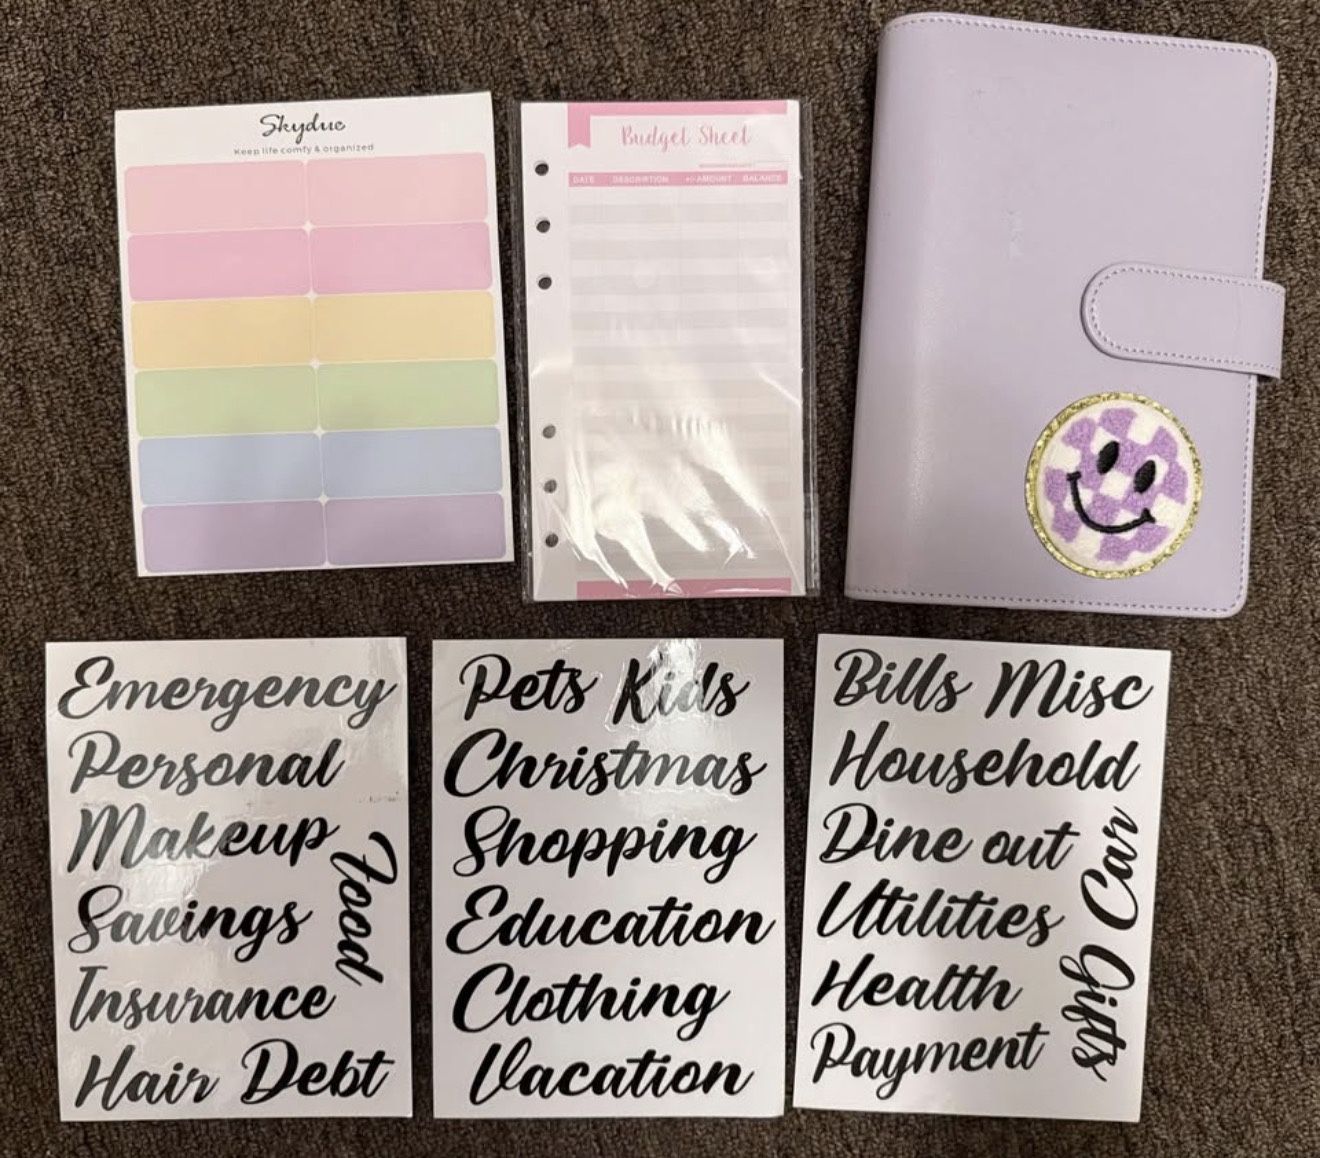 Skyduo
Keep life comfy & organized
Budget Sheet
DATE DESCRIPTION +/- AMOUNT BALANCE
Emergency
Personal
Makeup
Food
Savings
Insurance
Hair Debt
Pets Kids
Christmas
Shopping
Education
Clothing
Vacation
Bills Misc
Household
Dine out
Car
Utilities
Health
Gifts
Payment